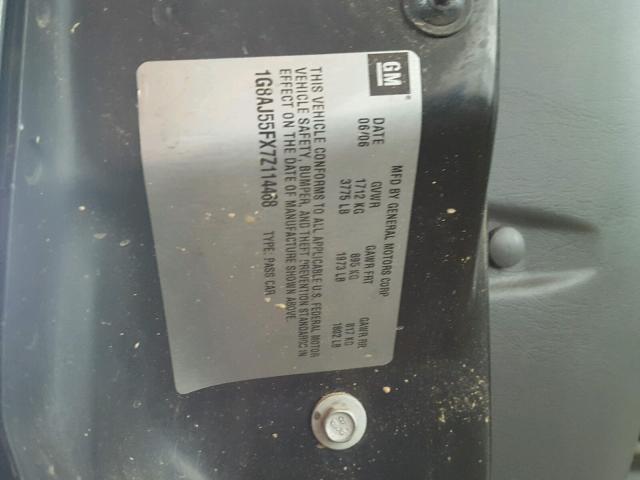 GM
DATE
06/06
MFD BY GENERAL MOTORS CORP
GVWR GAWR FRT GAWR RR
1712 KG 895 KG 817 KG
3775 LB 1973 LB 1802 LB
THIS VEHICLE CONFORMS TO ALL APPLICABLE U.S. FEDERAL MOTOR
VEHICLE SAFETY, BUMPER, AND THEFT PREVENTION STANDARDS IN
EFFECT ON THE DATE OF MANUFACTURE SHOWN ABOVE.
1G8AJ55FX7Z114468 TYPE: PASS CAR